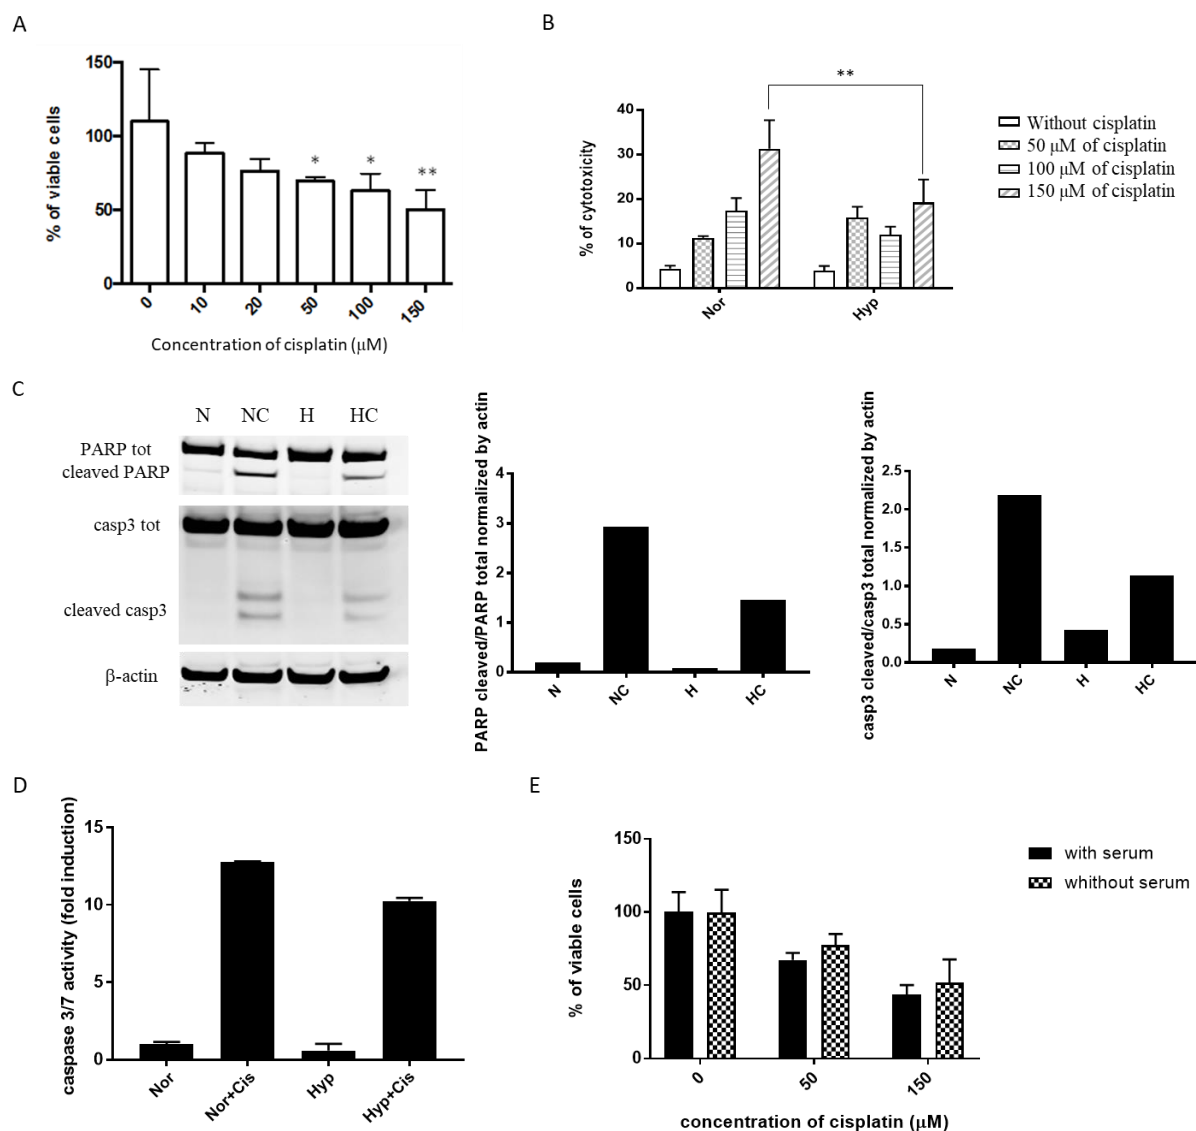 A
150
100
50
0
% of viable cells
*
*
**
0
10
20
50
100
150
Concentration of cisplatin (μM)
B
**
40
30
20
10
0
% of cytotoxicity
Nor
Hyp
Without cisplatin
50 μM of cisplatin
100 μM of cisplatin
150 μM of cisplatin
C
N NC H HC
PARP tot
cleaved PARP
casp3 tot
cleaved casp3
β-actin
PARP cleaved/PARP total normalized by actin
4
3
2
1
0
N
NC
H
HC
casp3 cleaved/casp3 total normalized by actin
2.5
2.0
1.5
1.0
0.5
0.0
N
NC
H
HC
D
caspase 3/7 activity (fold induction)
15
10
5
0
Nor
Nor+Cis
Hyp
Hyp+Cis
E
% of viable cells
150
100
50
0
0
50
150
concentration of cisplatin (μM)
with serum
whithout serum